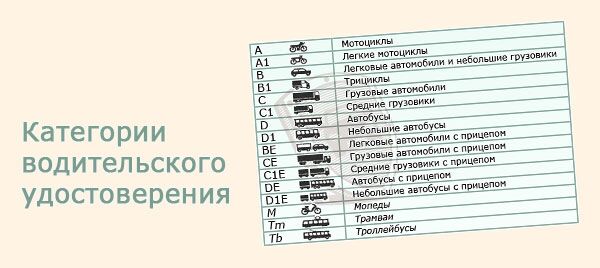 Категории
водительского
удостоверения
A Мотоциклы
A1 Легкие мотоциклы
B Легковые автомобили и небольшие грузовики
B1 Трициклы
C Грузовые автомобили
C1 Средние грузовики
D Автобусы
D1 Небольшие автобусы
BE Легковые автомобили с прицепом
CE Грузовые автомобили с прицепом
C1E Средние грузовики с прицепом
DE Автобусы с прицепом
D1E Небольшие автобусы с прицепом
M Мопеды
Tm Трамваи
Tb Троллейбусы